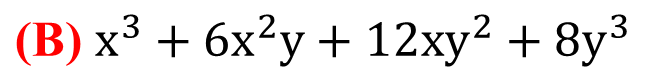 (B) x³ + 6x²y + 12xy² + 8y³